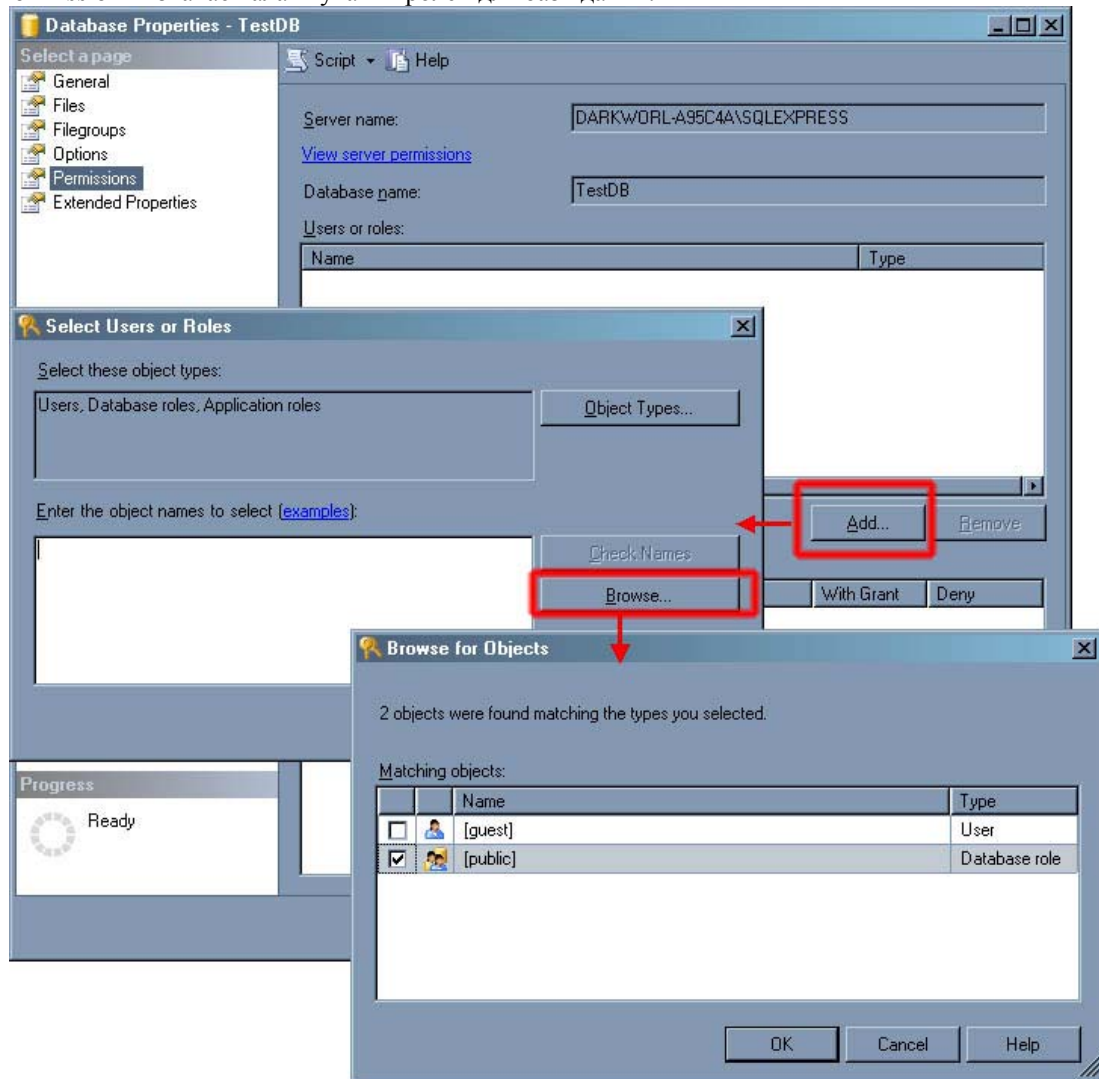 Database Properties - TestDB
Select a page
General
Files
Filegroups
Options
Permissions
Extended Properties
Script
Help
Server name:
DARKWORL-A95C4A\SQLEXPRESS
View server permissions
Database name:
TestDB
Users or roles:
Name Type
Select Users or Roles
Select these object types:
Users, Database roles, Application roles
Object Types...
Enter the object names to select (examples):
Add...
Remove
Check Names
Browse...
With Grant Deny
Browse for Objects
2 objects were found matching the types you selected.
Matching objects:
Name Type
[guest] User
[public] Database role
Progress
Ready
OK Cancel Help